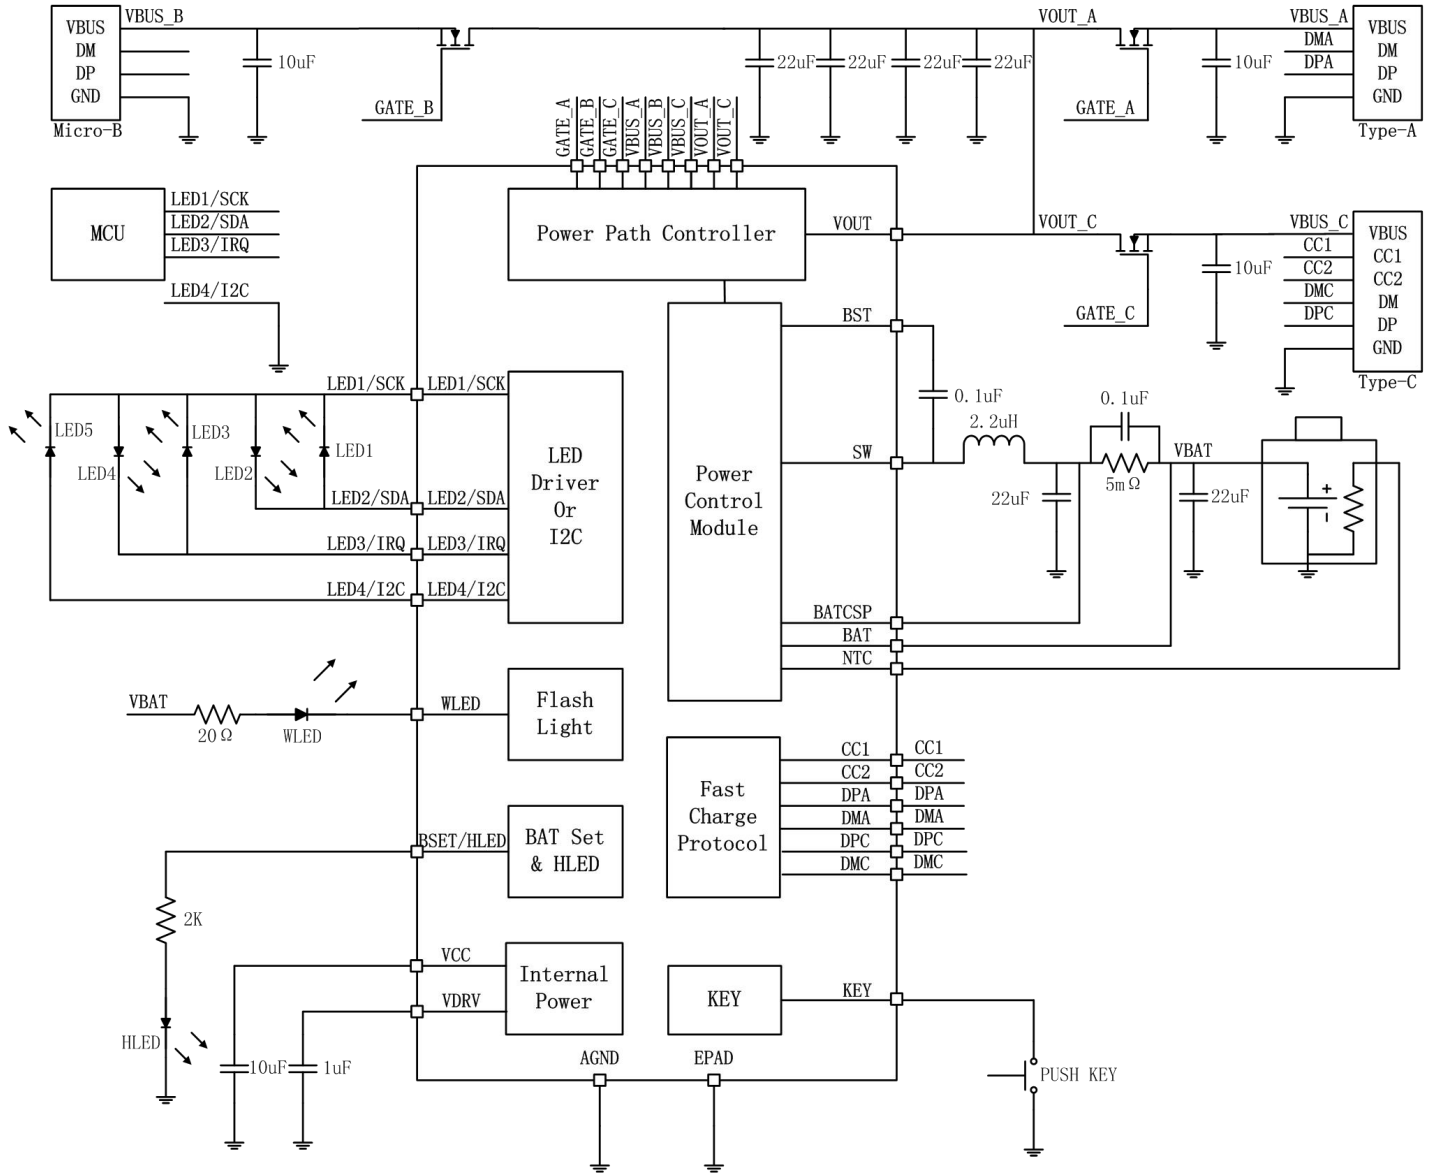 VBUS_B
VOUT_A
VBUS_A
VBUS
DM
DP
GND
Micro-B
10uF
GATE_B
22uF
22uF
22uF
22uF
GATE_A
10uF
DMA
DPA
VBUS
DM
DP
GND
Type-A
GATE_A
GATE_B
GATE_C
VBUS_A
VBUS_B
VBUS_C
VOUT_A
VOUT_C
MCU
LED1/SCK
LED2/SDA
LED3/IRQ
LED4/I2C
Power Path Controller
VOUT
VOUT_C
VBUS_C
GATE_C
10uF
CC1
CC2
DMC
DPC
VBUS
CC1
CC2
DM
DP
GND
Type-C
BST
0.1uF
2.2uH
0.1uF
SW
22uF
5mΩ
VBAT
22uF
+
-
Power
Control
Module
BATCSP
BAT
NTC
LED1/SCK
LED1/SCK
LED5
LED4
LED3
LED2
LED1
LED2/SDA
LED2/SDA
LED3/IRQ
LED3/IRQ
LED4/I2C
LED4/I2C
LED
Driver
Or
I2C
VBAT
20Ω
WLED
WLED
Flash
Light
BSET/HLED
BAT Set
& HLED
2K
HLED
Fast
Charge
Protocol
CC1
CC1
CC2
CC2
DPA
DPA
DMA
DMA
DPC
DPC
DMC
DMC
VCC
VDRV
Internal
Power
10uF
1uF
KEY
KEY
PUSH KEY
AGND
EPAD